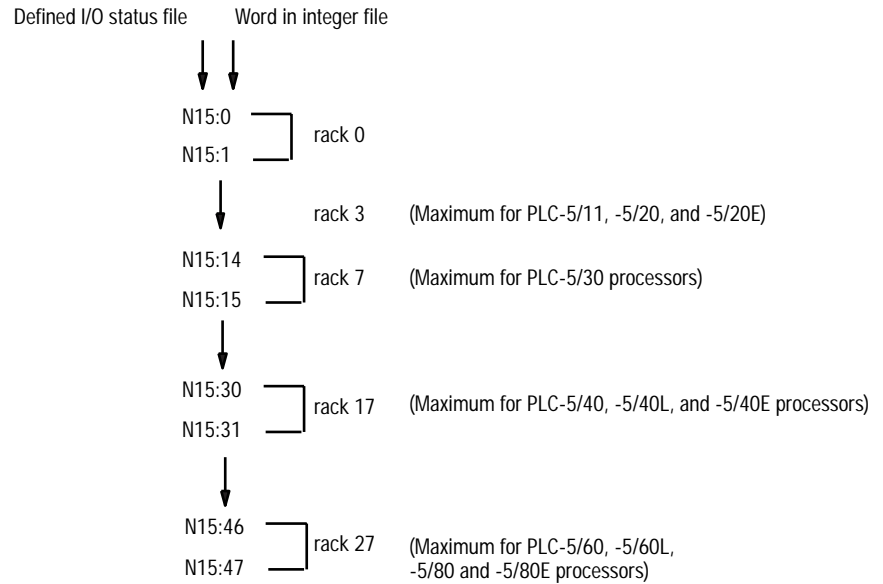 Defined I/O status file Word in integer file
N15:0
rack 0
N15:1
rack 3 (Maximum for PLC-5/11, -5/20, and -5/20E)
N15:14
rack 7 (Maximum for PLC-5/30 processors)
N15:15
N15:30
rack 17 (Maximum for PLC-5/40, -5/40L, and -5/40E processors)
N15:31
N15:46
rack 27 (Maximum for PLC-5/60, -5/60L,
N15:47 -5/80 and -5/80E processors)